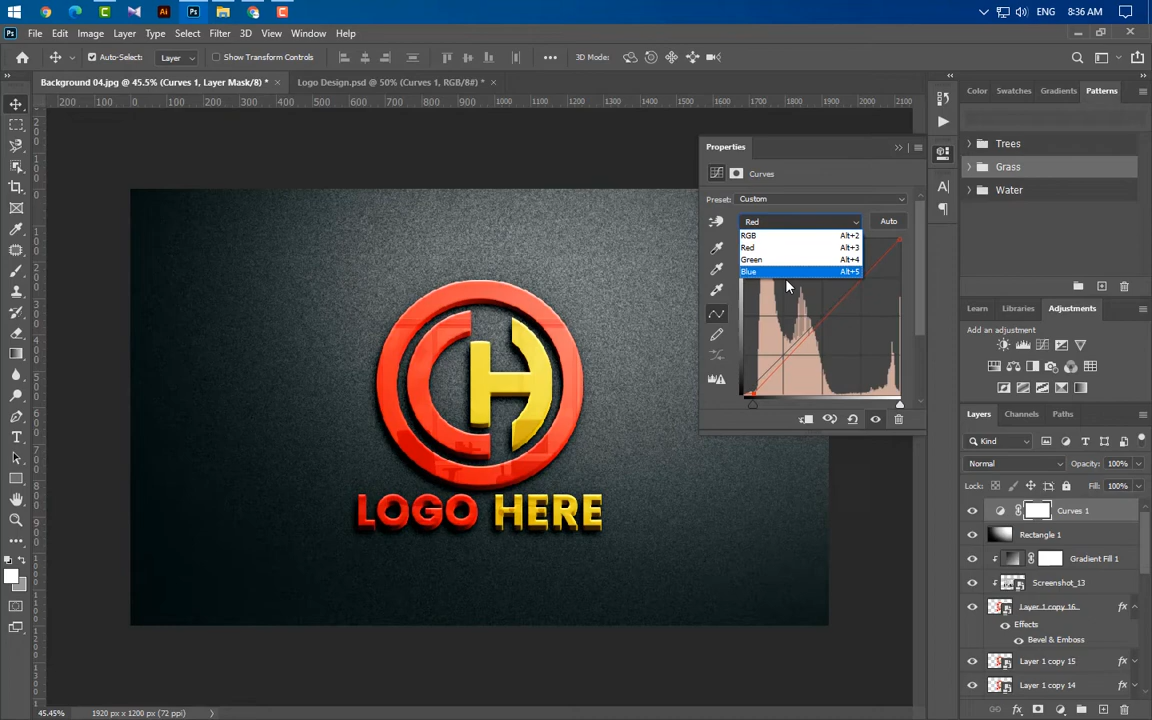 ENG 8:36 AM
File Edit Image Layer Type Select Filter 3D View Window Help
Auto-Select: Layer Show Transform Controls 3D Mode:
Background 04.jpg @ 45.5% (Curves 1, Layer Mask/8) * Logo Design.psd @ 50% (Curves 1, RGB/8#) *
Color Swatches Gradients Patterns
Trees
Grass
Water
Properties
Curves
Preset: Custom
Red Auto
RGB Alt+2
Red Alt+3
Green Alt+4
Blue Alt+5
LOGO HERE
Learn Libraries Adjustments
Add an adjustment
Layers Channels Paths
Kind
Normal Opacity: 100%
Lock: Fill: 100%
Curves 1
Rectangle 1
Gradient Fill 1
Screenshot_13
Layer 1 copy 16 fx
Effects
Bevel & Emboss
Layer 1 copy 15 fx
Layer 1 copy 14 fx
45.45% 1920 px x 1200 px (72 ppi)